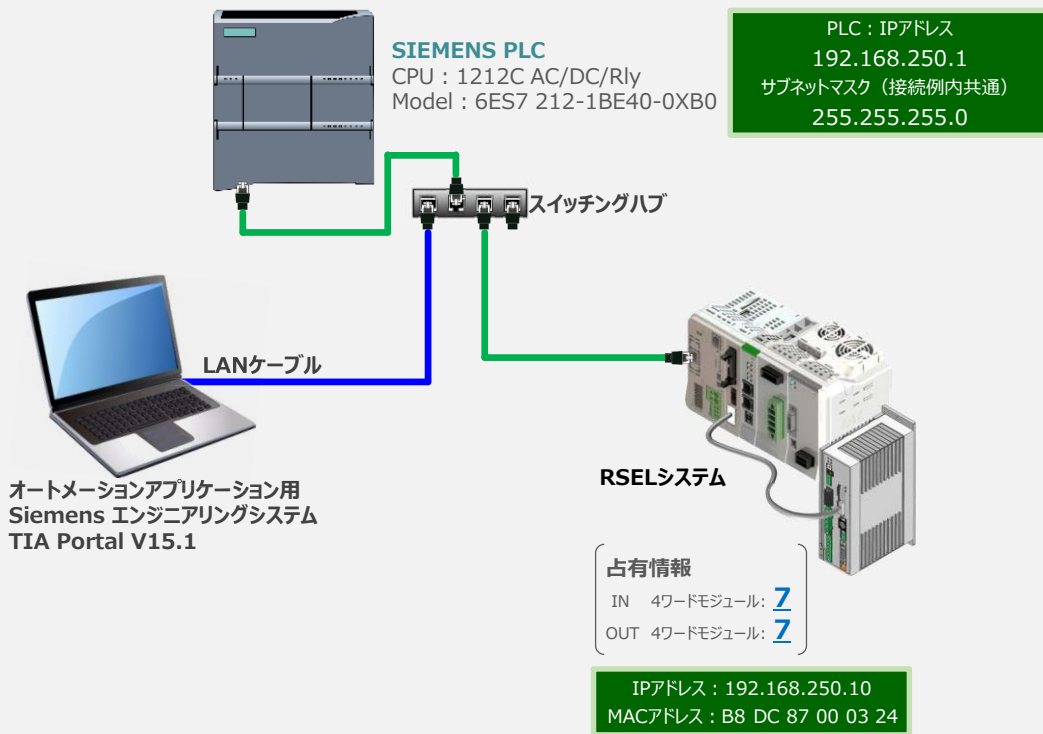 SIEMENS PLC
CPU : 1212C AC/DC/Rly
Model : 6ES7 212-1BE40-0XB0
PLC : IPアドレス
192.168.250.1
サブネットマスク（接続例内共通）
255.255.255.0
スイッチングハブ
LANケーブル
オートメーションアプリケーション用
Siemens エンジニアリングシステム
TIA Portal V15.1
RSELシステム
占有情報
IN 4ワードモジュール: 7
OUT 4ワードモジュール: 7
IPアドレス : 192.168.250.10
MACアドレス : B8 DC 87 00 03 24